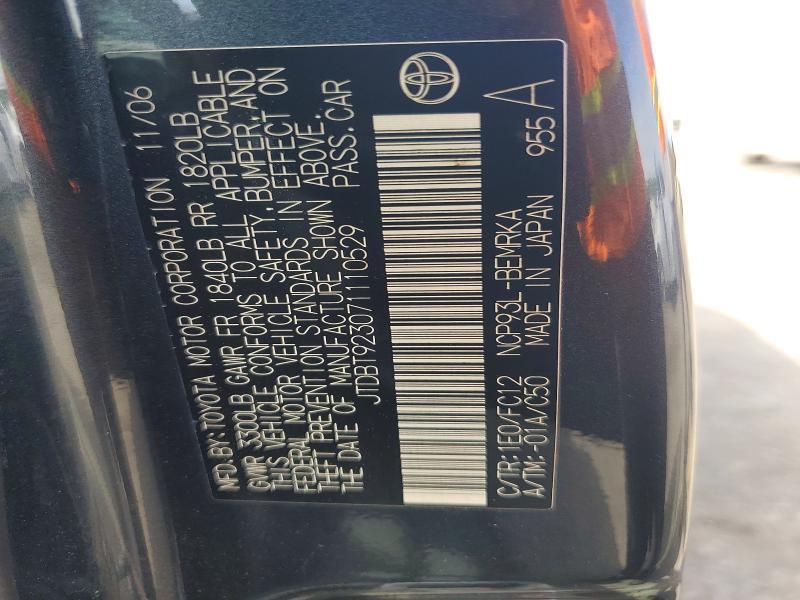 MFD. BY: TOYOTA MOTOR CORPORATION 11/06
GVWR 3300LB GAWR FR 1840LB RR 1820LB
THIS VEHICLE CONFORMS TO ALL APPLICABLE
FEDERAL MOTOR VEHICLE SAFETY, BUMPER, AND
THEFT PREVENTION STANDARDS IN EFFECT ON
THE DATE OF MANUFACTURE SHOWN ABOVE.
JTDBT923071110529 PASS. CAR
C/TR: 1E0/FC12 NCP93L-BEMRKA 955A
A/TM: -01A/C50 MADE IN JAPAN